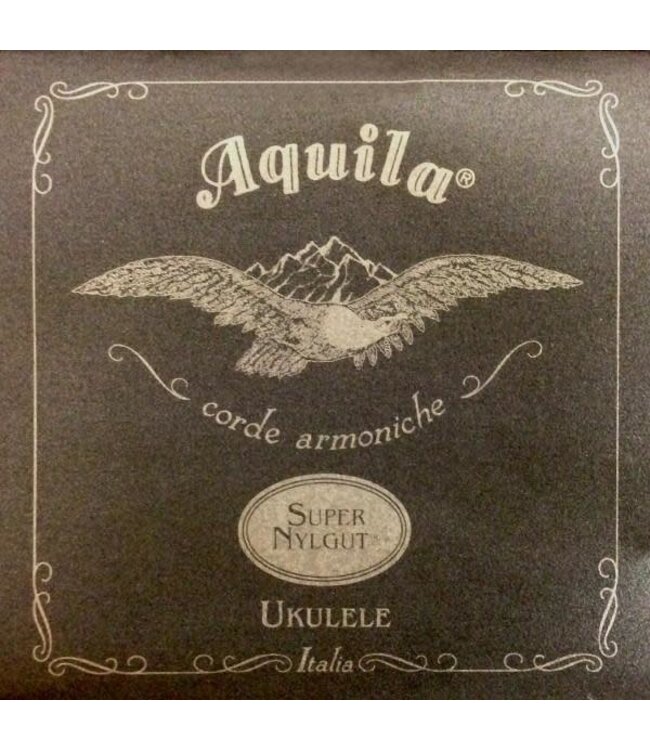 Aquila®
corde armoniche
SUPER
NYLGUT®
UKULELE
Italia